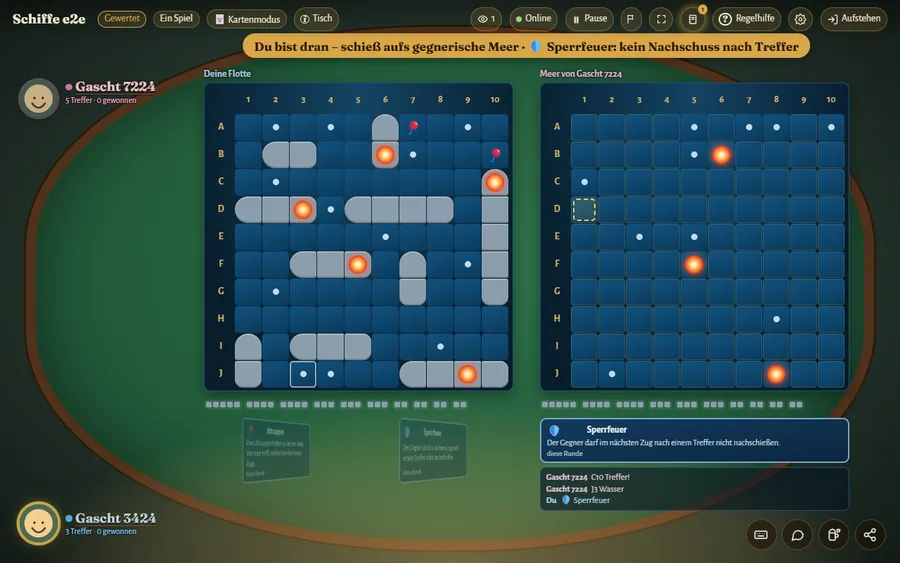 Schiffe e2e
Gewertet
Ein Spiel
Kartenmodus
Tisch
1
Online
Pause
1
Regelhilfe
Aufstehen
Du bist dran – schieß aufs gegnerische Meer · Sperrfeuer: kein Nachschuss nach Treffer
Gascht 7224
5 Treffer · 0 gewonnen
Deine Flotte
1 2 3 4 5 6 7 8 9 10
A
B
C
D
E
F
G
H
I
J
Meer von Gascht 7224
1 2 3 4 5 6 7 8 9 10
A
B
C
D
E
F
G
H
I
J
Sperrfeuer
Sperrfeuer
Der Gegner darf im nächsten Zug nach einem Treffer nicht nachschießen.
diese Runde
Gascht 7224 C10 Treffer!
Gascht 7224 J3 Wasser
Du Sperrfeuer
Gascht 3424
3 Treffer · 0 gewonnen